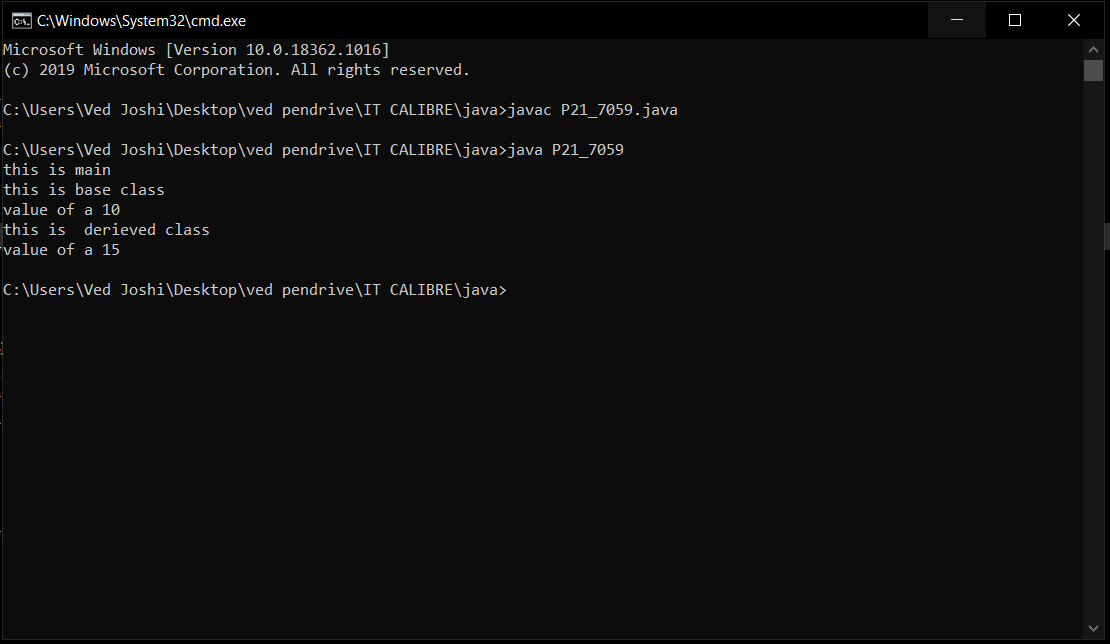 C:\Windows\System32\cmd.exe
Microsoft Windows [Version 10.0.18362.1016]
(c) 2019 Microsoft Corporation. All rights reserved.
C:\Users\Ved Joshi\Desktop\ved pendrive\IT CALIBRE\java>javac P21_7059.java
C:\Users\Ved Joshi\Desktop\ved pendrive\IT CALIBRE\java>java P21_7059
this is main
this is base class
value of a 10
this is  derieved class
value of a 15
C:\Users\Ved Joshi\Desktop\ved pendrive\IT CALIBRE\java>